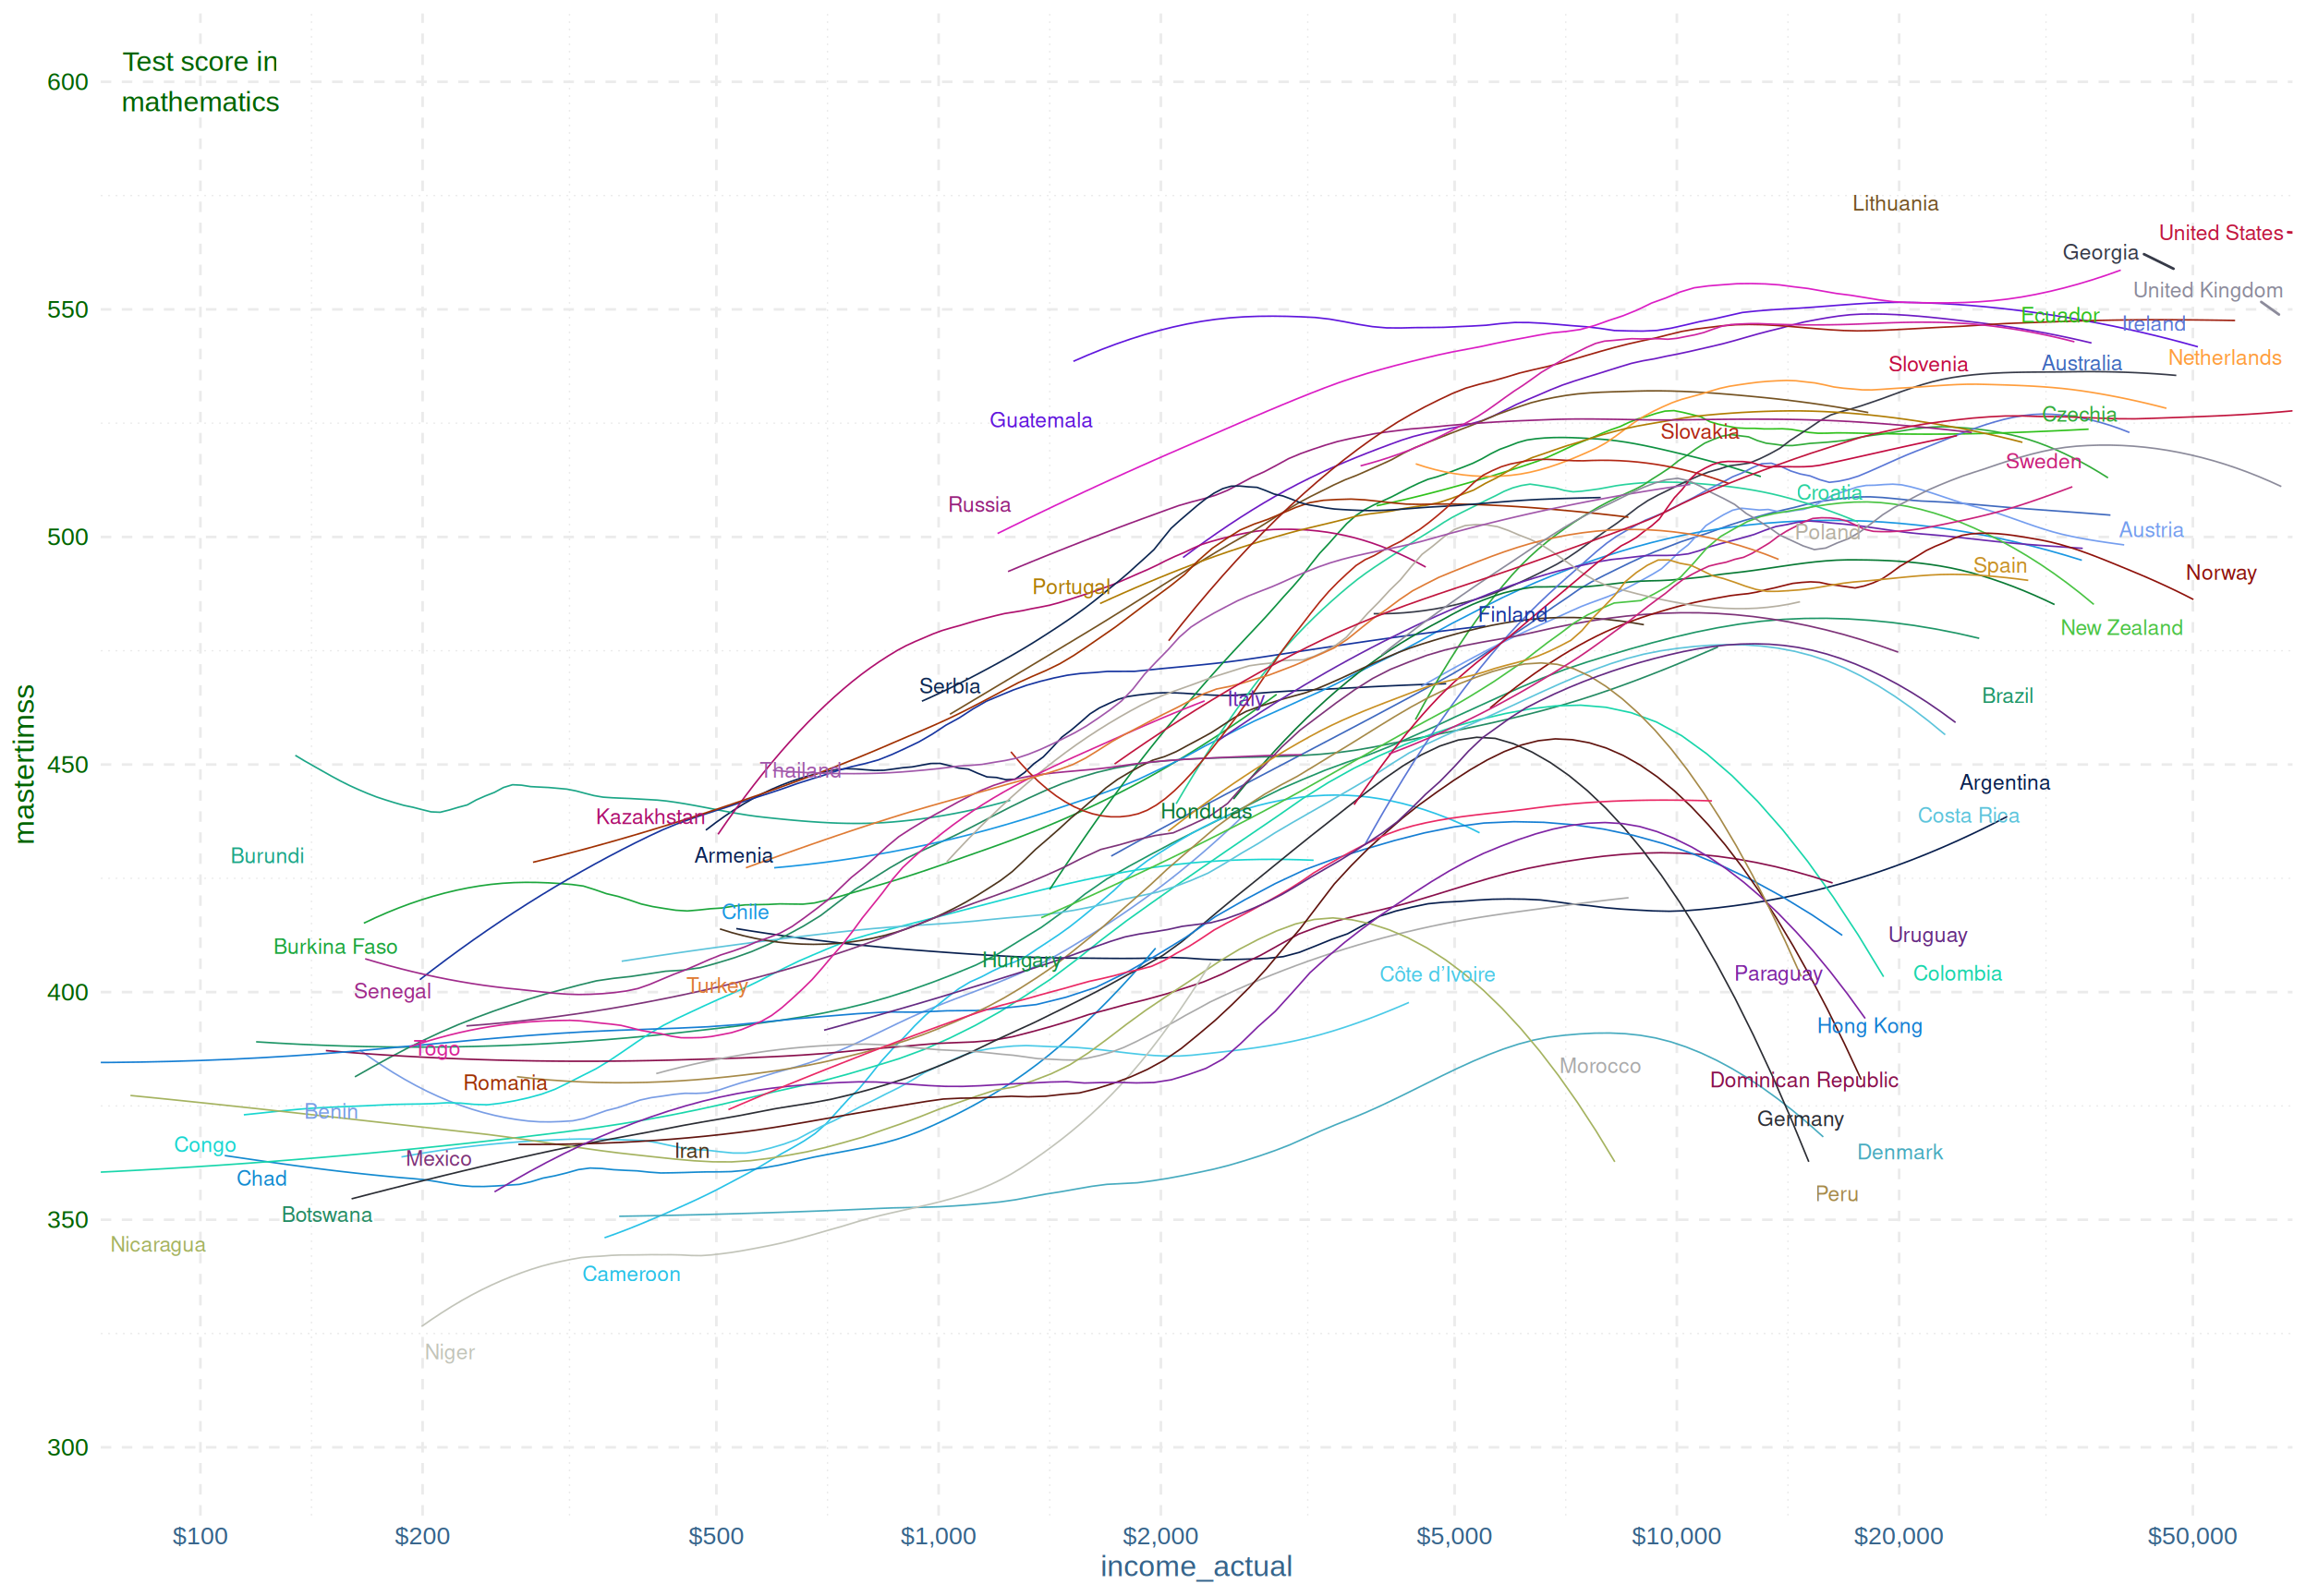 Test score in
mathematics
600
550
500
450
400
350
300
mastertimss
Lithuania
United States
Georgia
United Kingdom
Ecuador
Ireland
Netherlands
Slovenia
Australia
Guatemala
Czechia
Slovakia
Sweden
Russia
Croatia
Poland
Austria
Portugal
Spain
Norway
Finland
New Zealand
Serbia
Italy
Brazil
Thailand
Argentina
Kazakhstan
Honduras
Costa Rica
Burundi
Armenia
Chile
Burkina Faso
Uruguay
Hungary
Turkey
Côte d'Ivoire
Paraguay
Colombia
Senegal
Hong Kong
Togo
Romania
Morocco
Dominican Republic
Benin
Germany
Congo
Mexico
Iran
Denmark
Chad
Peru
Botswana
Nicaragua
Cameroon
Niger
$100
$200
$500
$1,000
$2,000
$5,000
$10,000
$20,000
$50,000
income_actual